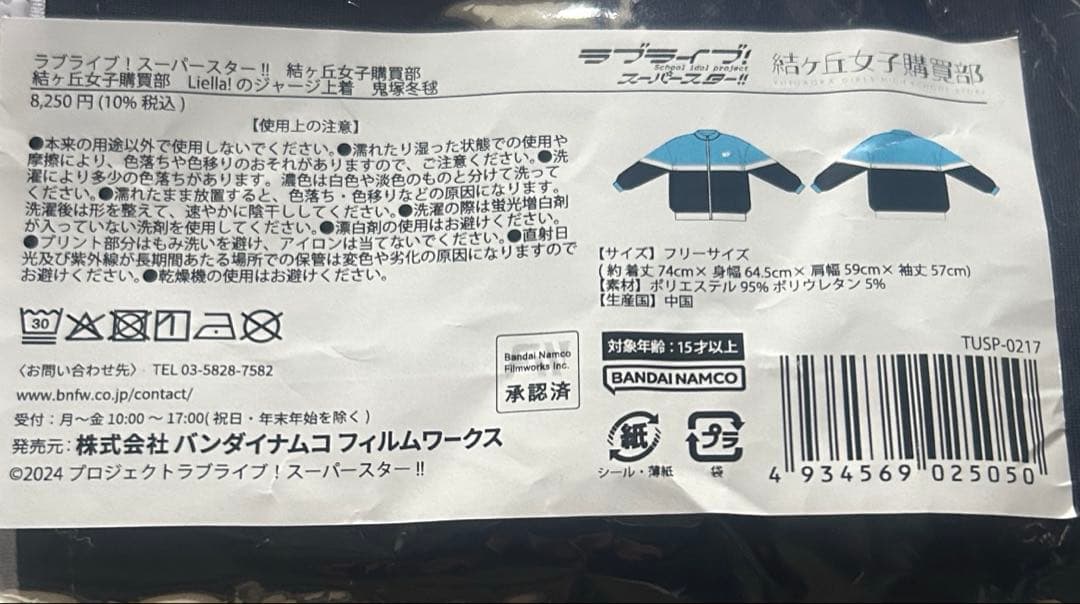 ラブライブ！スーパースター!!　結ヶ丘女子購買部
結ヶ丘女子購買部　Liella!のジャージ上着　鬼塚冬毬
8,250円(10%税込)
ラブライブ！
School idol project
スーパースター!!
結ヶ丘女子購買部
YUIGAOKA GIRLS HIGH SCHOOL STORE
【使用上の注意】
●本来の用途以外で使用しないでください。●濡れたり湿った状態での使用や
摩擦により、色落ちや色移りのおそれがありますので、ご注意ください。●洗
濯により多少の色落ちがあります。濃色は白色や淡色のものと分けて洗って
ください。●濡れたまま放置すると、色落ち・色移りなどの原因になります。
洗濯後は形を整えて、速やかに陰干ししてください。●洗濯の際は蛍光増白剤
が入っていない洗剤を使用してください。●漂白剤の使用はお避けください。
●プリント部分はもみ洗いを避け、アイロンは当てないでください。●直射日
光及び紫外線が長期間あたる場所での保管は変色や劣化の原因になりますので
お避けください。●乾燥機の使用はお避けください。
30
〈お問い合わせ先〉　TEL 03-5828-7582
www.bnfw.co.jp/contact/
受付：月～金 10:00 ～ 17:00(祝日・年末年始を除く)
発売元：株式会社 バンダイナムコ フィルムワークス
©2024 プロジェクトラブライブ！スーパースター!!
Bandai Namco
Filmworks Inc.
承認済
【サイズ】フリーサイズ
(約 着丈 74cm× 身幅 64.5cm× 肩幅 59cm× 袖丈 57cm)
【素材】ポリエステル 95% ポリウレタン 5%
【生産国】中国
対象年齢：15才以上
BANDAI NAMCO
紙
シール・薄紙
プラ
袋
TUSP-0217
4 934569 025050